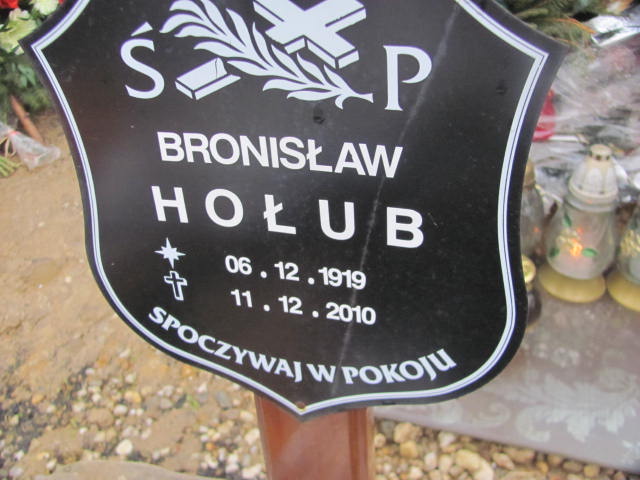 Ś P
BRONISŁAW
HOŁUB
06.12.1919
11.12.2010
SPOCZYWAJ W POKOJU